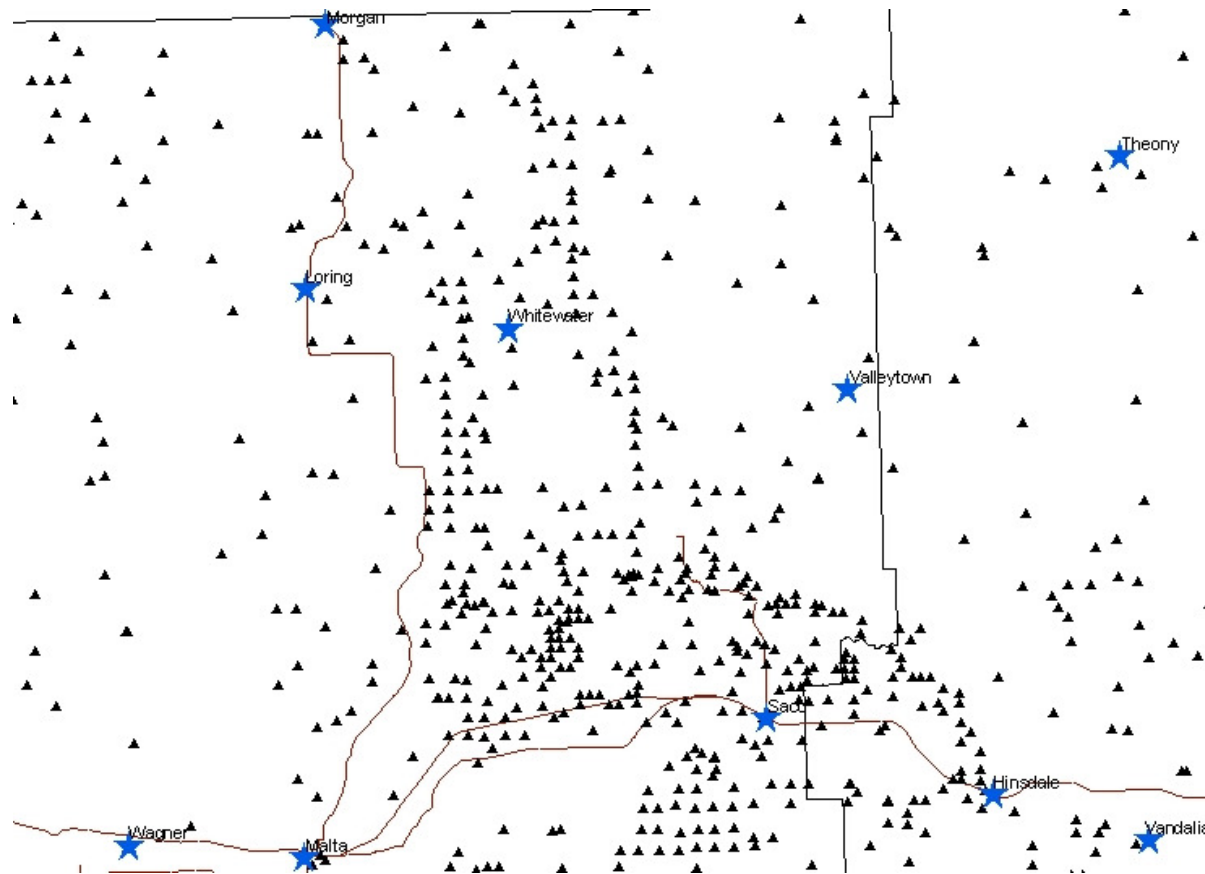 Morgan
Theony
Loring
Whitewater
Valleytown
Saco
Hinsdale
Wagner
Malta
Vandalia